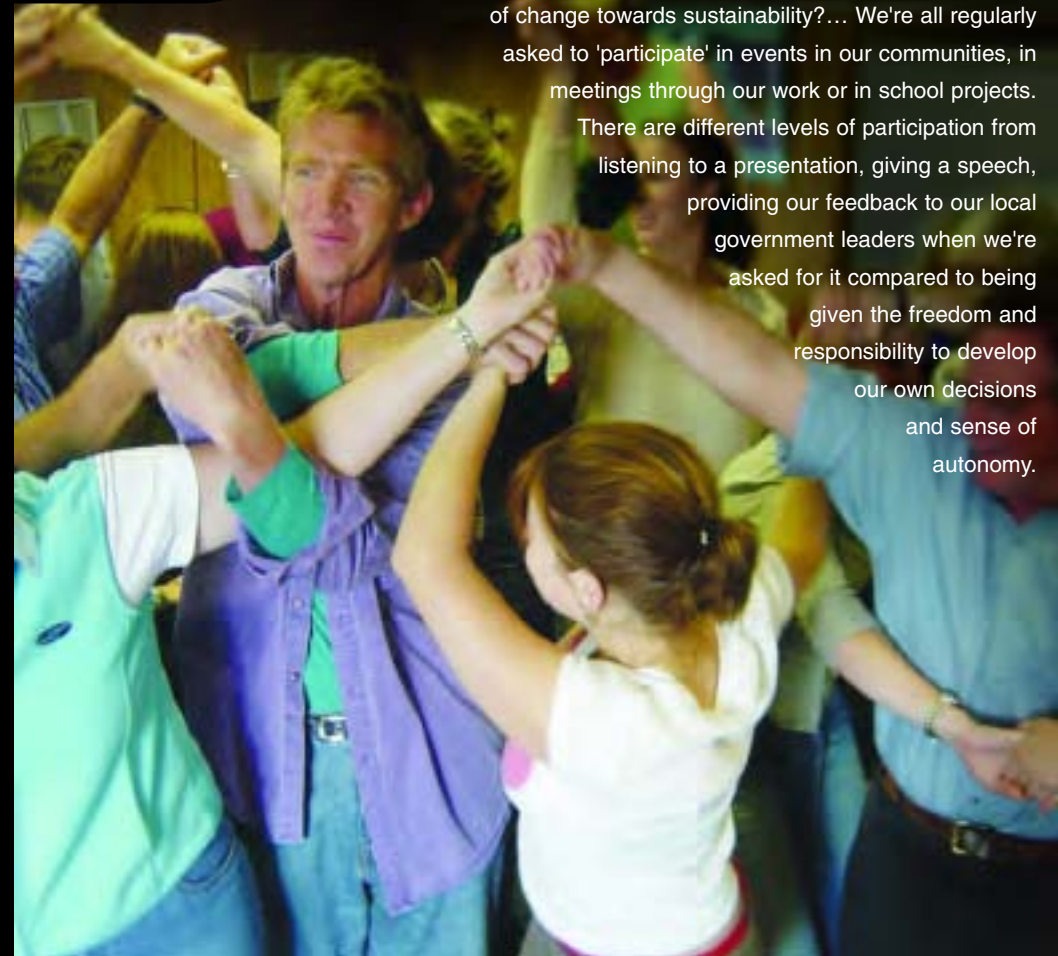 of change towards sustainability?… We're all regularly
asked to 'participate' in events in our communities, in
meetings through our work or in school projects.
There are different levels of participation from
listening to a presentation, giving a speech,
providing our feedback to our local
government leaders when we're
asked for it compared to being
given the freedom and
responsibility to develop
our own decisions
and sense of
autonomy.